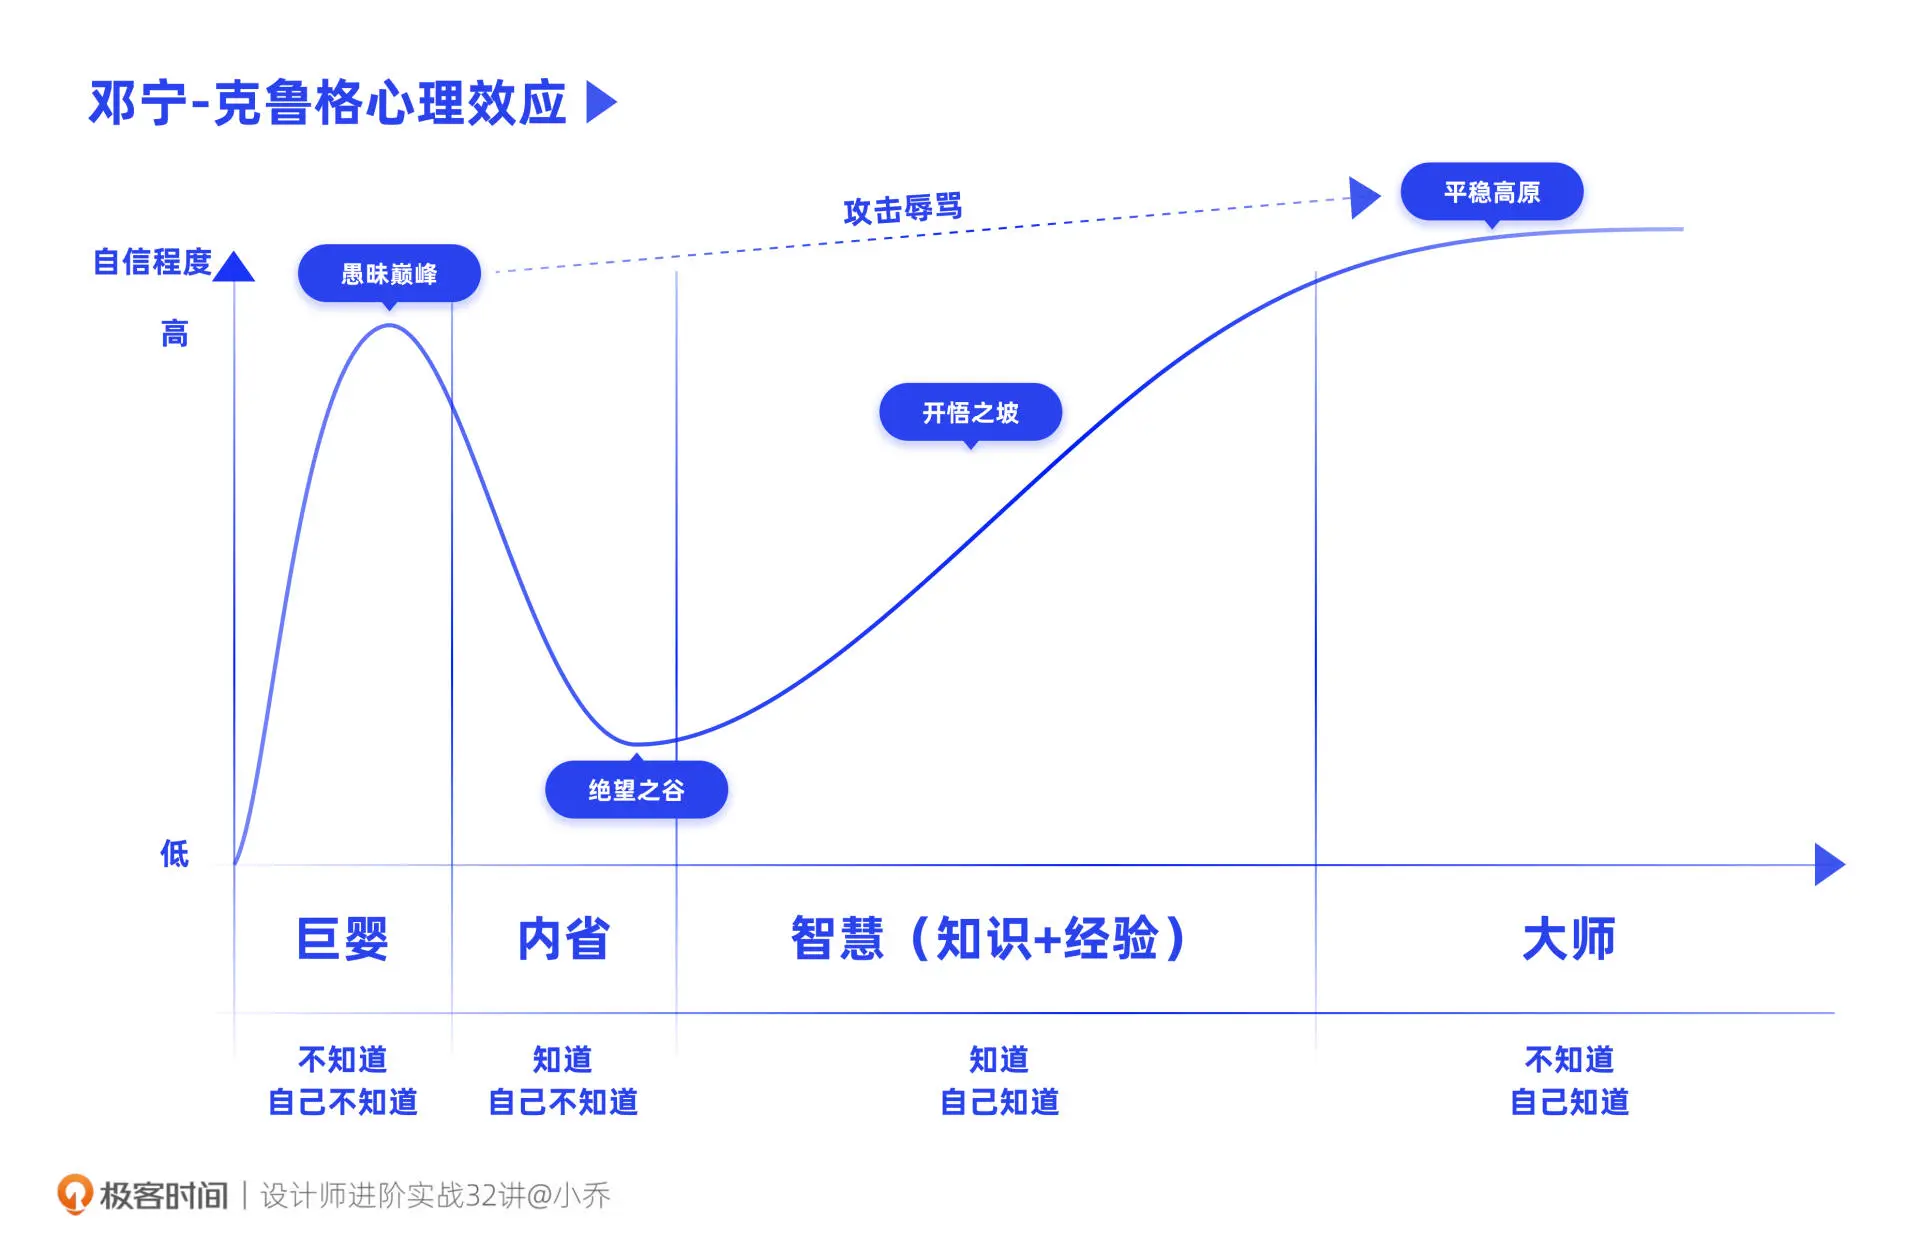 邓宁-克鲁格心理效应
攻击辱骂
平稳高原
自信程度
愚昧巅峰
高
开悟之坡
绝望之谷
低
巨婴
内省
智慧（知识+经验）
大师
不知道
自己不知道
知道
自己不知道
知道
自己知道
不知道
自己知道
极客时间 | 设计师进阶实战32讲@小乔